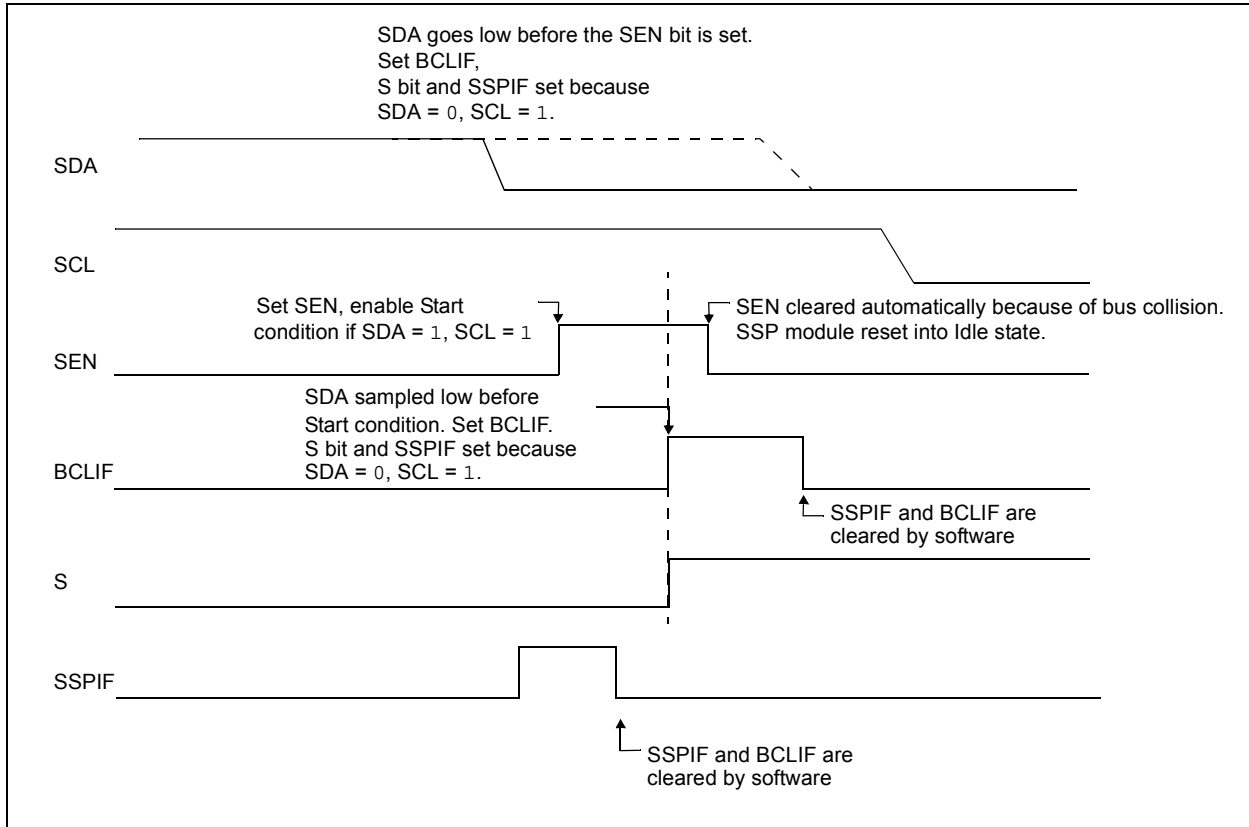 SDA goes low before the SEN bit is set.
Set BCLIF,
S bit and SSPIF set because
SDA = 0, SCL = 1.
SDA
SCL
Set SEN, enable Start
condition if SDA = 1, SCL = 1
SEN cleared automatically because of bus collision.
SSP module reset into Idle state.
SEN
SDA sampled low before
Start condition. Set BCLIF.
S bit and SSPIF set because
SDA = 0, SCL = 1.
BCLIF
SSPIF and BCLIF are
cleared by software
S
SSPIF
SSPIF and BCLIF are
cleared by software